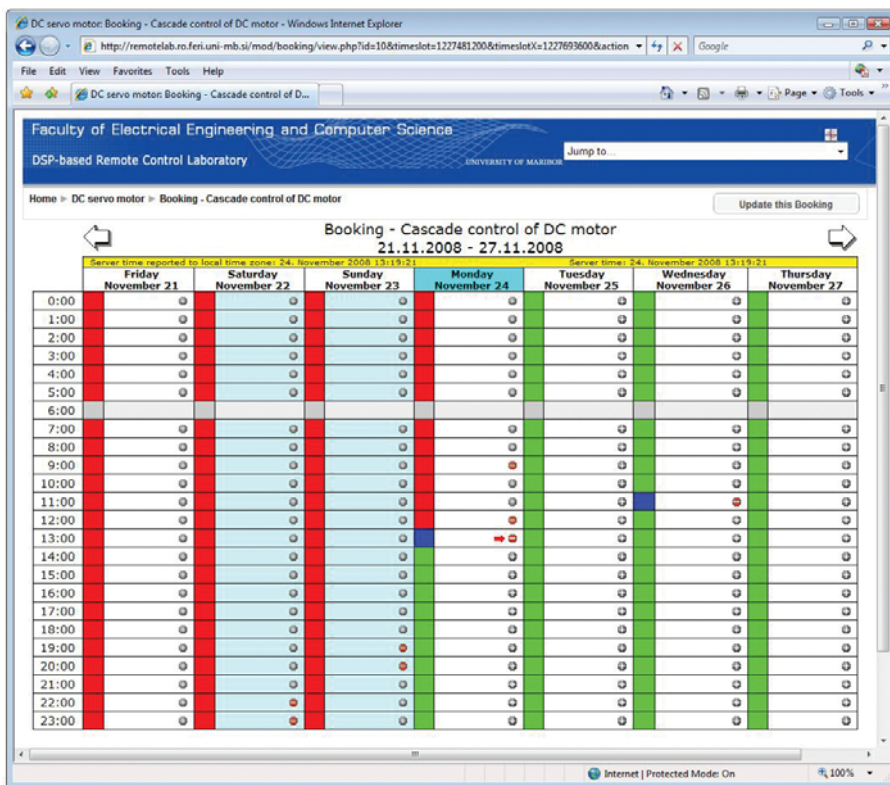 DC servo motor: Booking - Cascade control of DC motor - Windows Internet Explorer
http://remotelab.ro.feri.uni-mb.si/mod/booking/view.php?id=10&timeslot=1227481200&timeslotX=1227693600&action
Google
File Edit View Favorites Tools Help
DC servo motor: Booking - Cascade control of D...
Page Tools
Faculty of Electrical Engineering and Computer Science
DSP-based Remote Control Laboratory
UNIVERSITY OF MARIBOR
Jump to...
Home DC servo motor Booking - Cascade control of DC motor
Update this Booking
Booking - Cascade control of DC motor
21.11.2008 - 27.11.2008
Server time reported to local time zone: 24. November 2008 13:19:21 Server time: 24. November 2008 13:19:21
Friday Saturday Sunday Monday Tuesday Wednesday Thursday
November 21 November 22 November 23 November 24 November 25 November 26 November 27
0:00
1:00
2:00
3:00
4:00
5:00
6:00
7:00
8:00
9:00
10:00
11:00
12:00
13:00
14:00
15:00
16:00
17:00
18:00
19:00
20:00
21:00
22:00
23:00
Internet | Protected Mode: On 100%